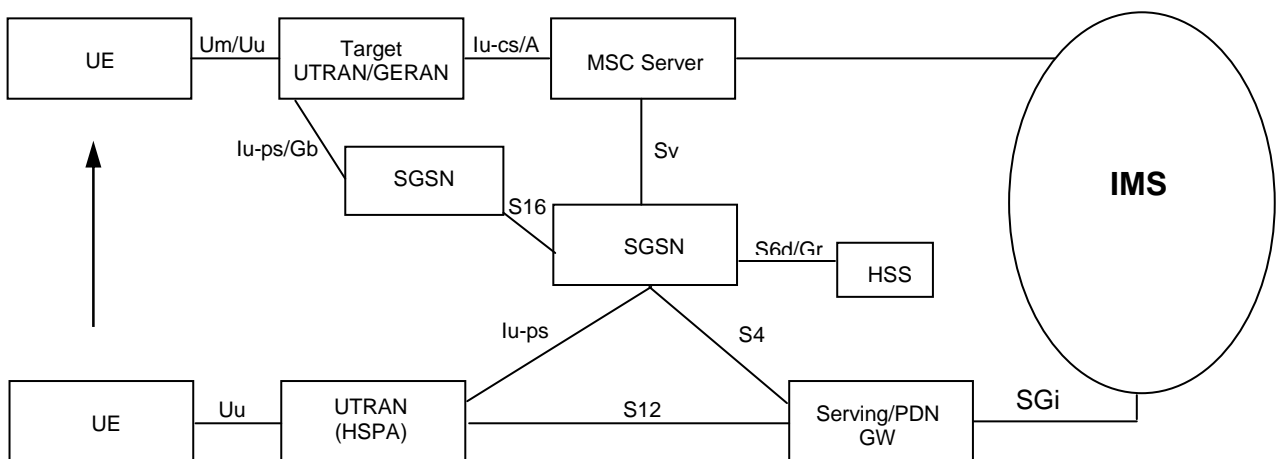 UE
Um/Uu
Target
UTRAN/GERAN
Iu-cs/A
MSC Server
Iu-ps/Gb
SGSN
S16
Sv
SGSN
S6d/Gr
HSS
IMS
Iu-ps
S4
UE
Uu
UTRAN
(HSPA)
S12
Serving/PDN
GW
SGi